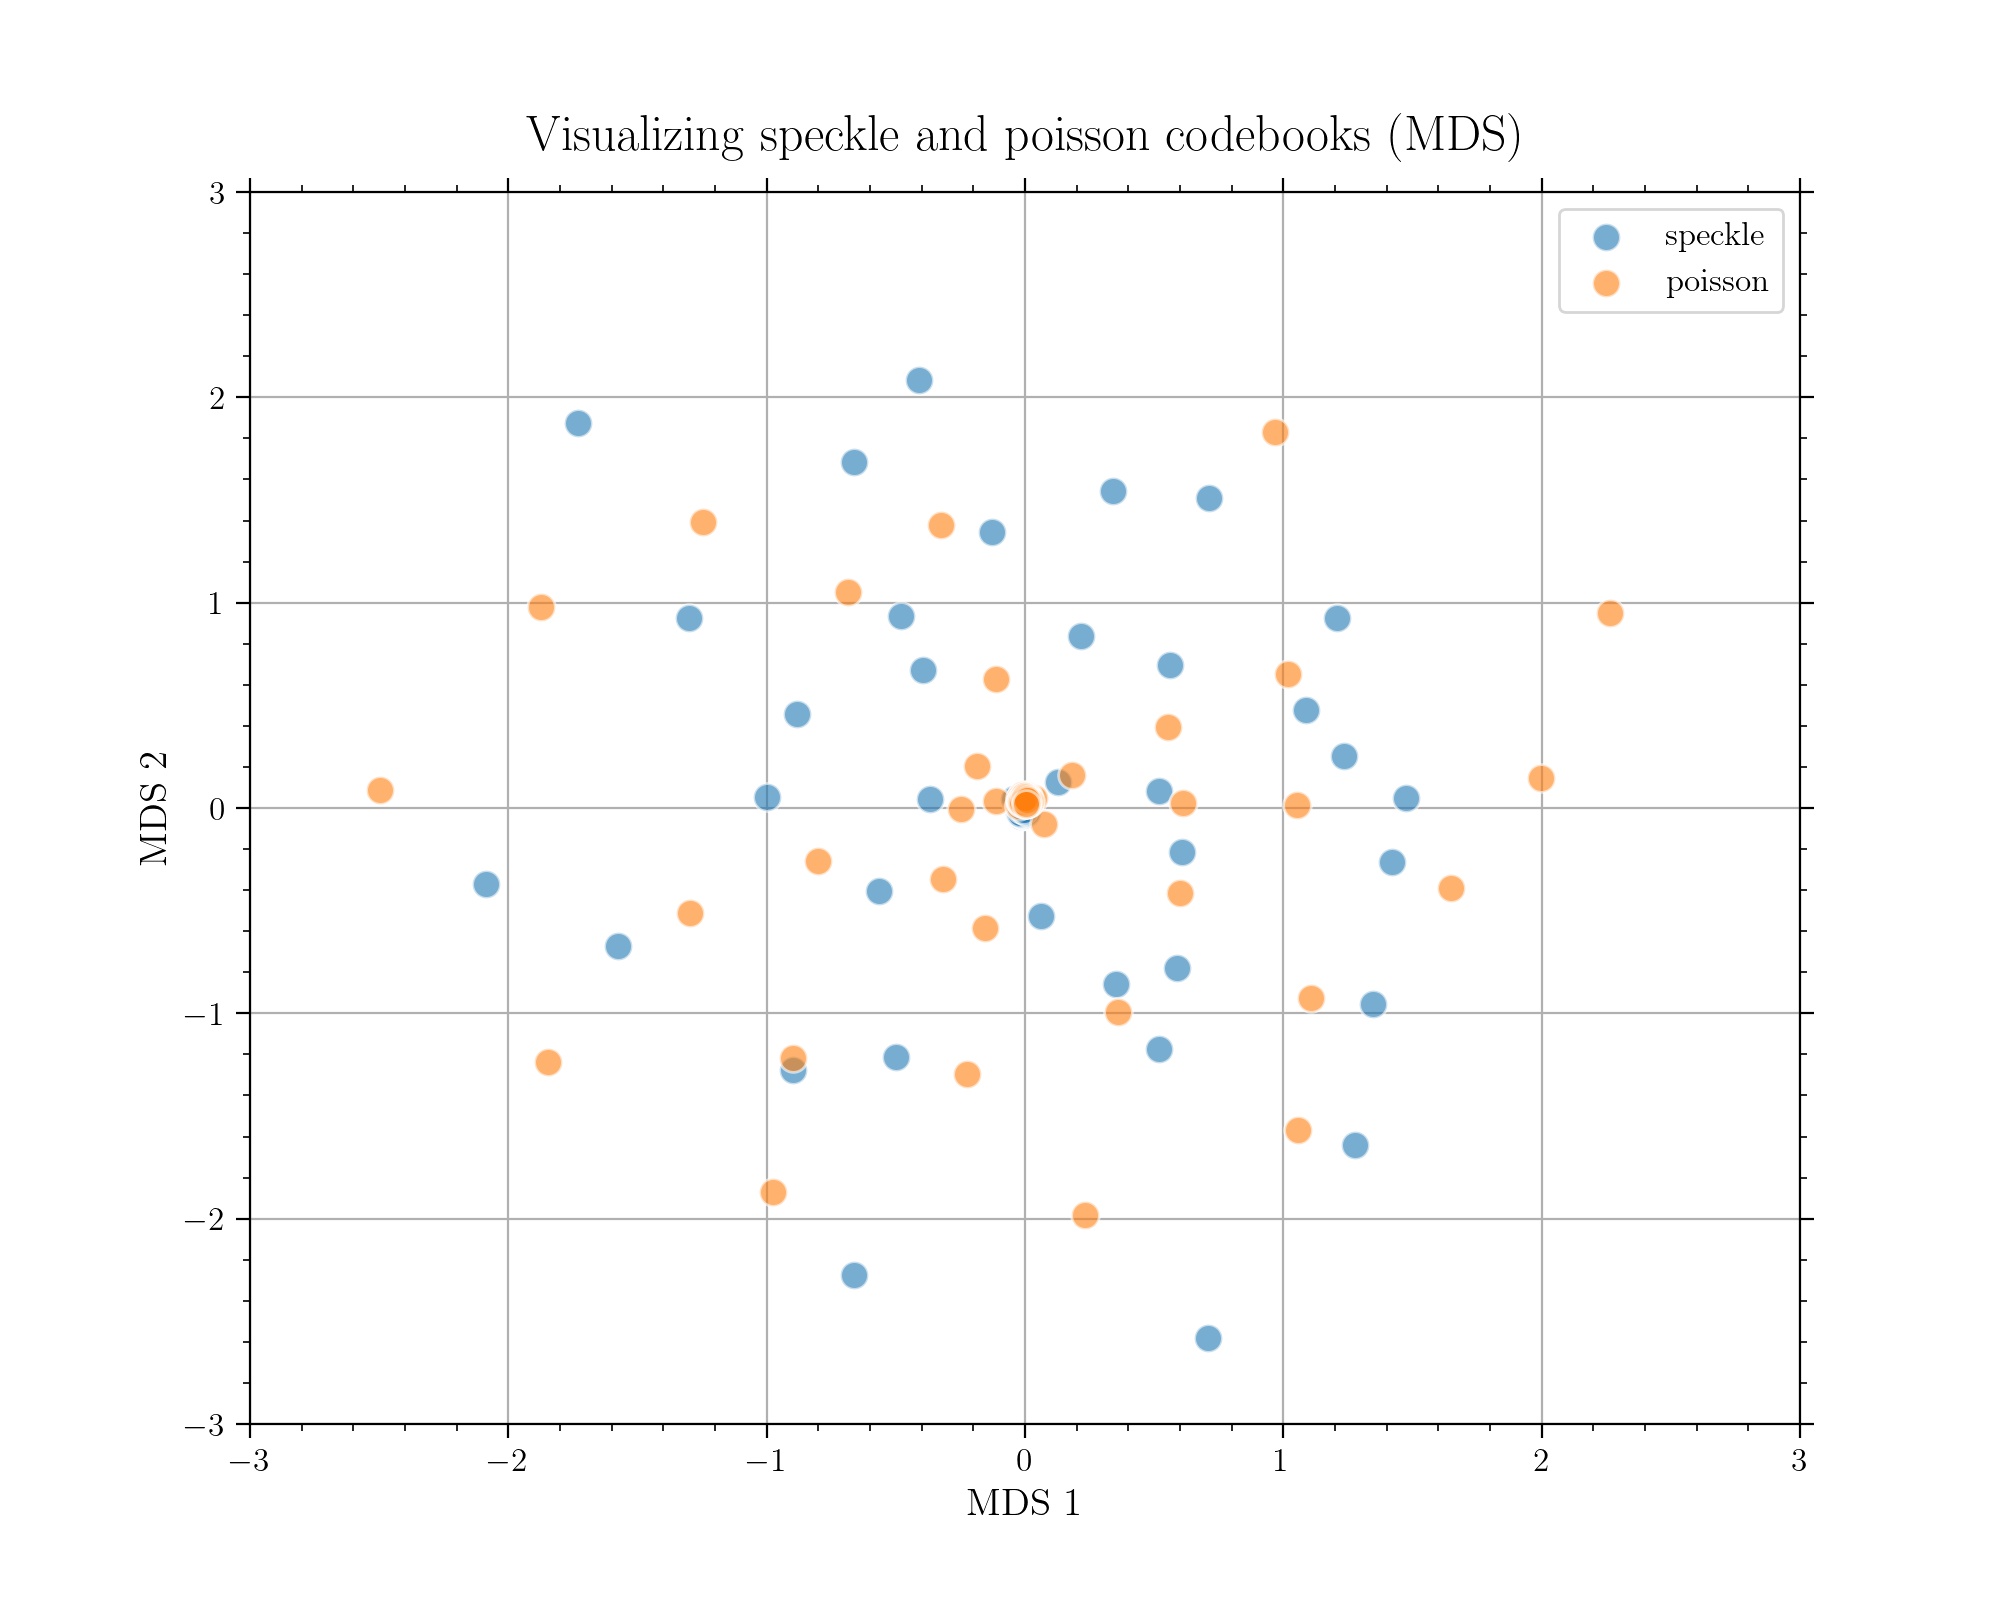 Visualizing speckle and poisson codebooks (MDS)
speckle
poisson
3
2
1
0
−1
−2
−3
MDS 2
−3
−2
−1
0
1
2
3
MDS 1